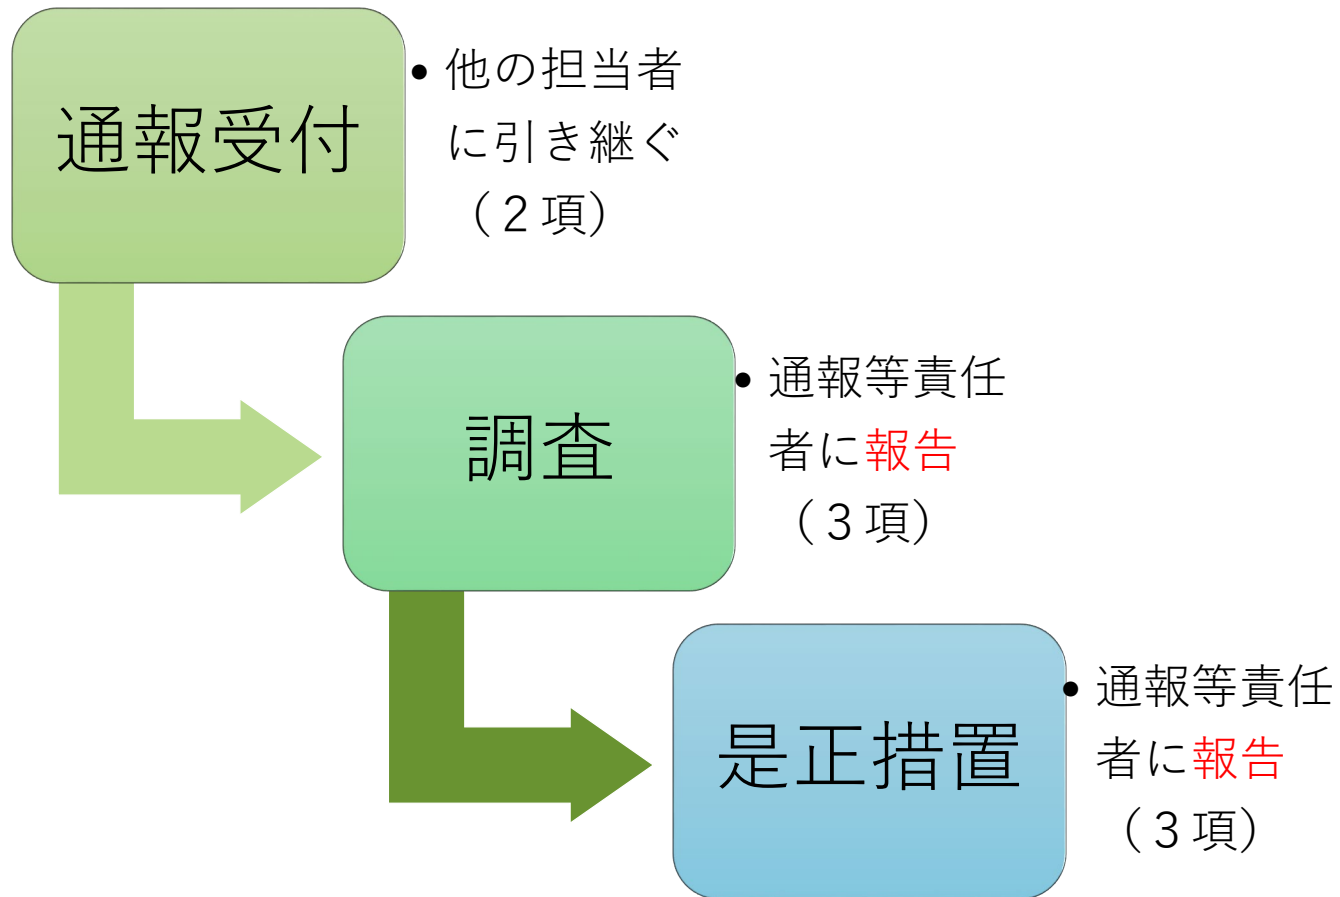 通報受付
• 他の担当者
に引き継ぐ
（２項）
調査
• 通報等責任
者に報告
（３項）
是正措置
• 通報等責任
者に報告
（３項）